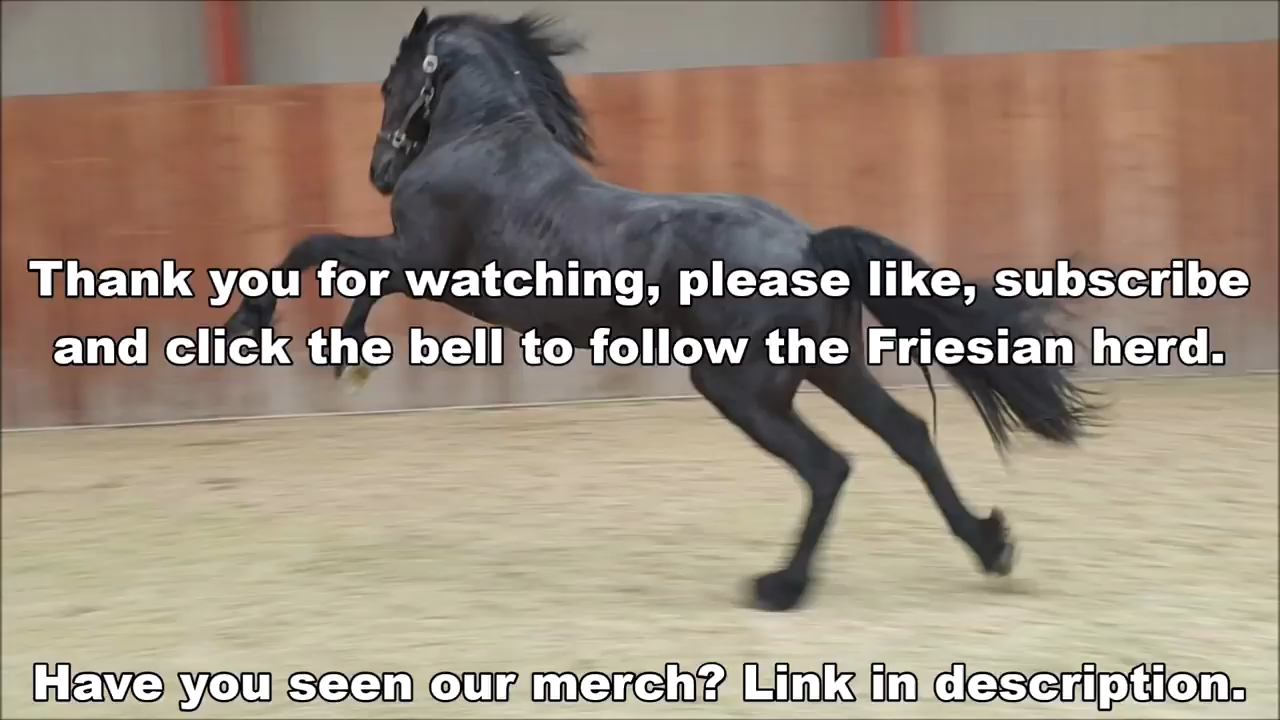 Thank you for watching, please like, subscribe
and click the bell to follow the Friesian herd.
Have you seen our merch? Link in description.